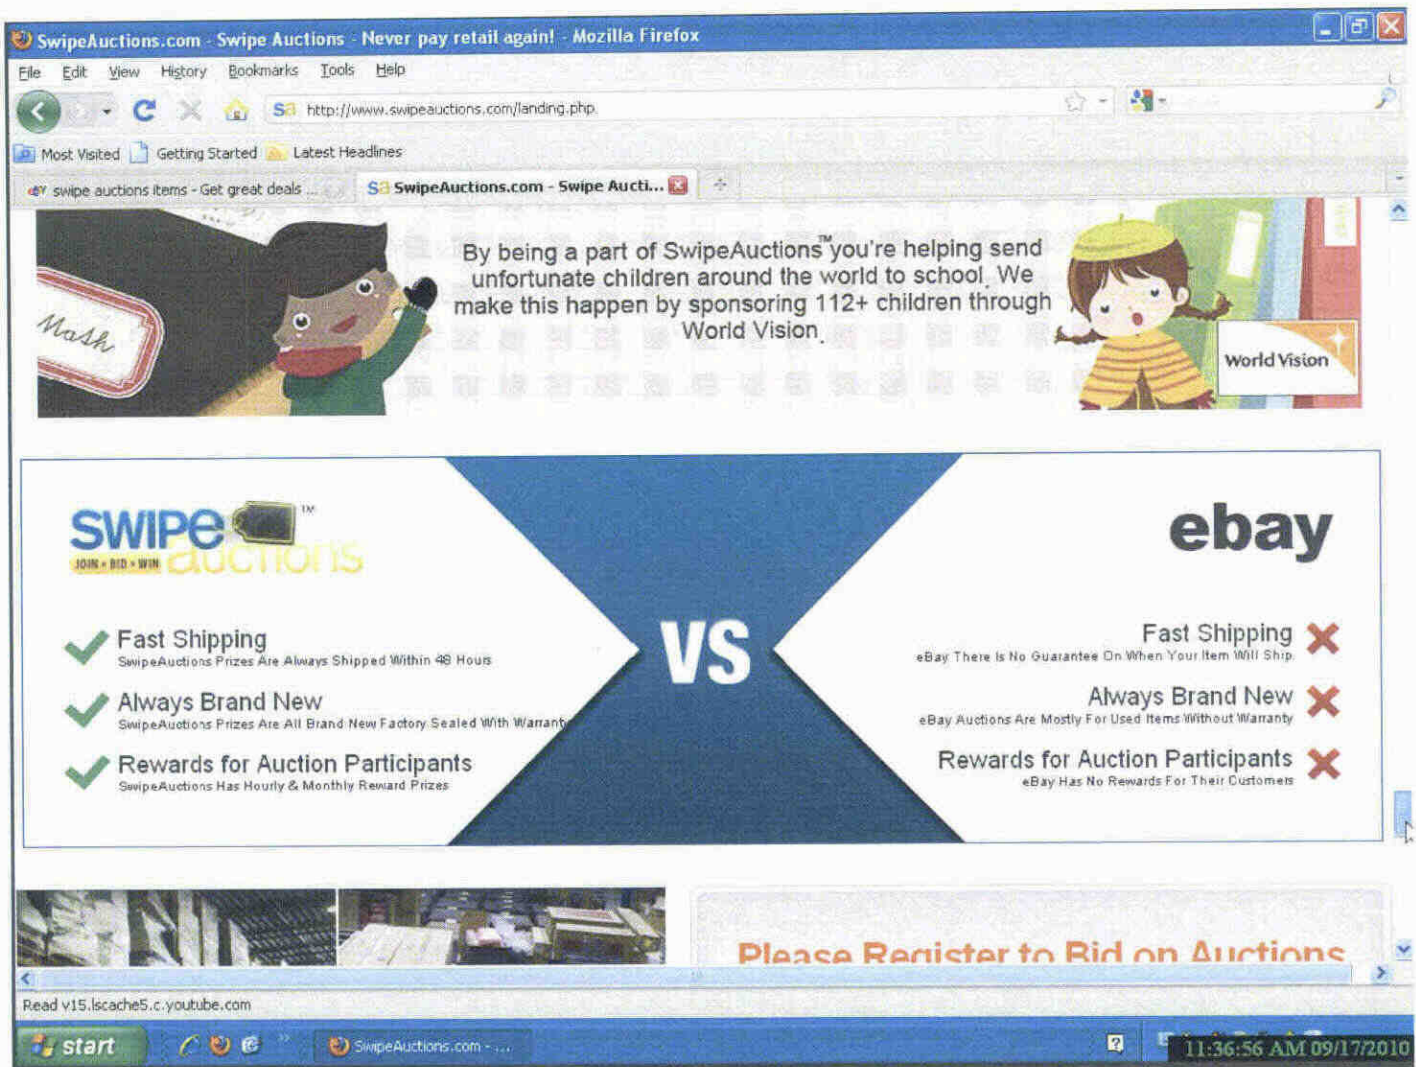 SwipeAuctions.com - Swipe Auctions - Never pay retail again! - Mozilla Firefox
File Edit View History Bookmarks Tools Help
Sa http://www.swipeauctions.com/landing.php
Most Visited Getting Started Latest Headlines
swipe auctions items - Get great deals ... Sa SwipeAuctions.com - Swipe Aucti...
By being a part of SwipeAuctions™ you're helping send
unfortunate children around the world to school. We
make this happen by sponsoring 112+ children through
World Vision.
Math
World Vision
SWIPE ™
auctions
JOIN • BID • WIN
Fast Shipping
SwipeAuctions Prizes Are Always Shipped Within 48 Hours
Always Brand New
SwipeAuctions Prizes Are All Brand New Factory Sealed With Warranty
Rewards for Auction Participants
SwipeAuctions Has Hourly & Monthly Reward Prizes
VS
ebay
Fast Shipping
eBay There Is No Guarantee On When Your Item Will Ship.
Always Brand New
eBay Auctions Are Mostly For Used Items Without Warranty
Rewards for Auction Participants
eBay Has No Rewards For Their Customers
Please Register to Bid on Auctions
Read v15.lscache5.c.youtube.com
start SwipeAuctions.com - ...
11:36:56 AM 09/17/2010